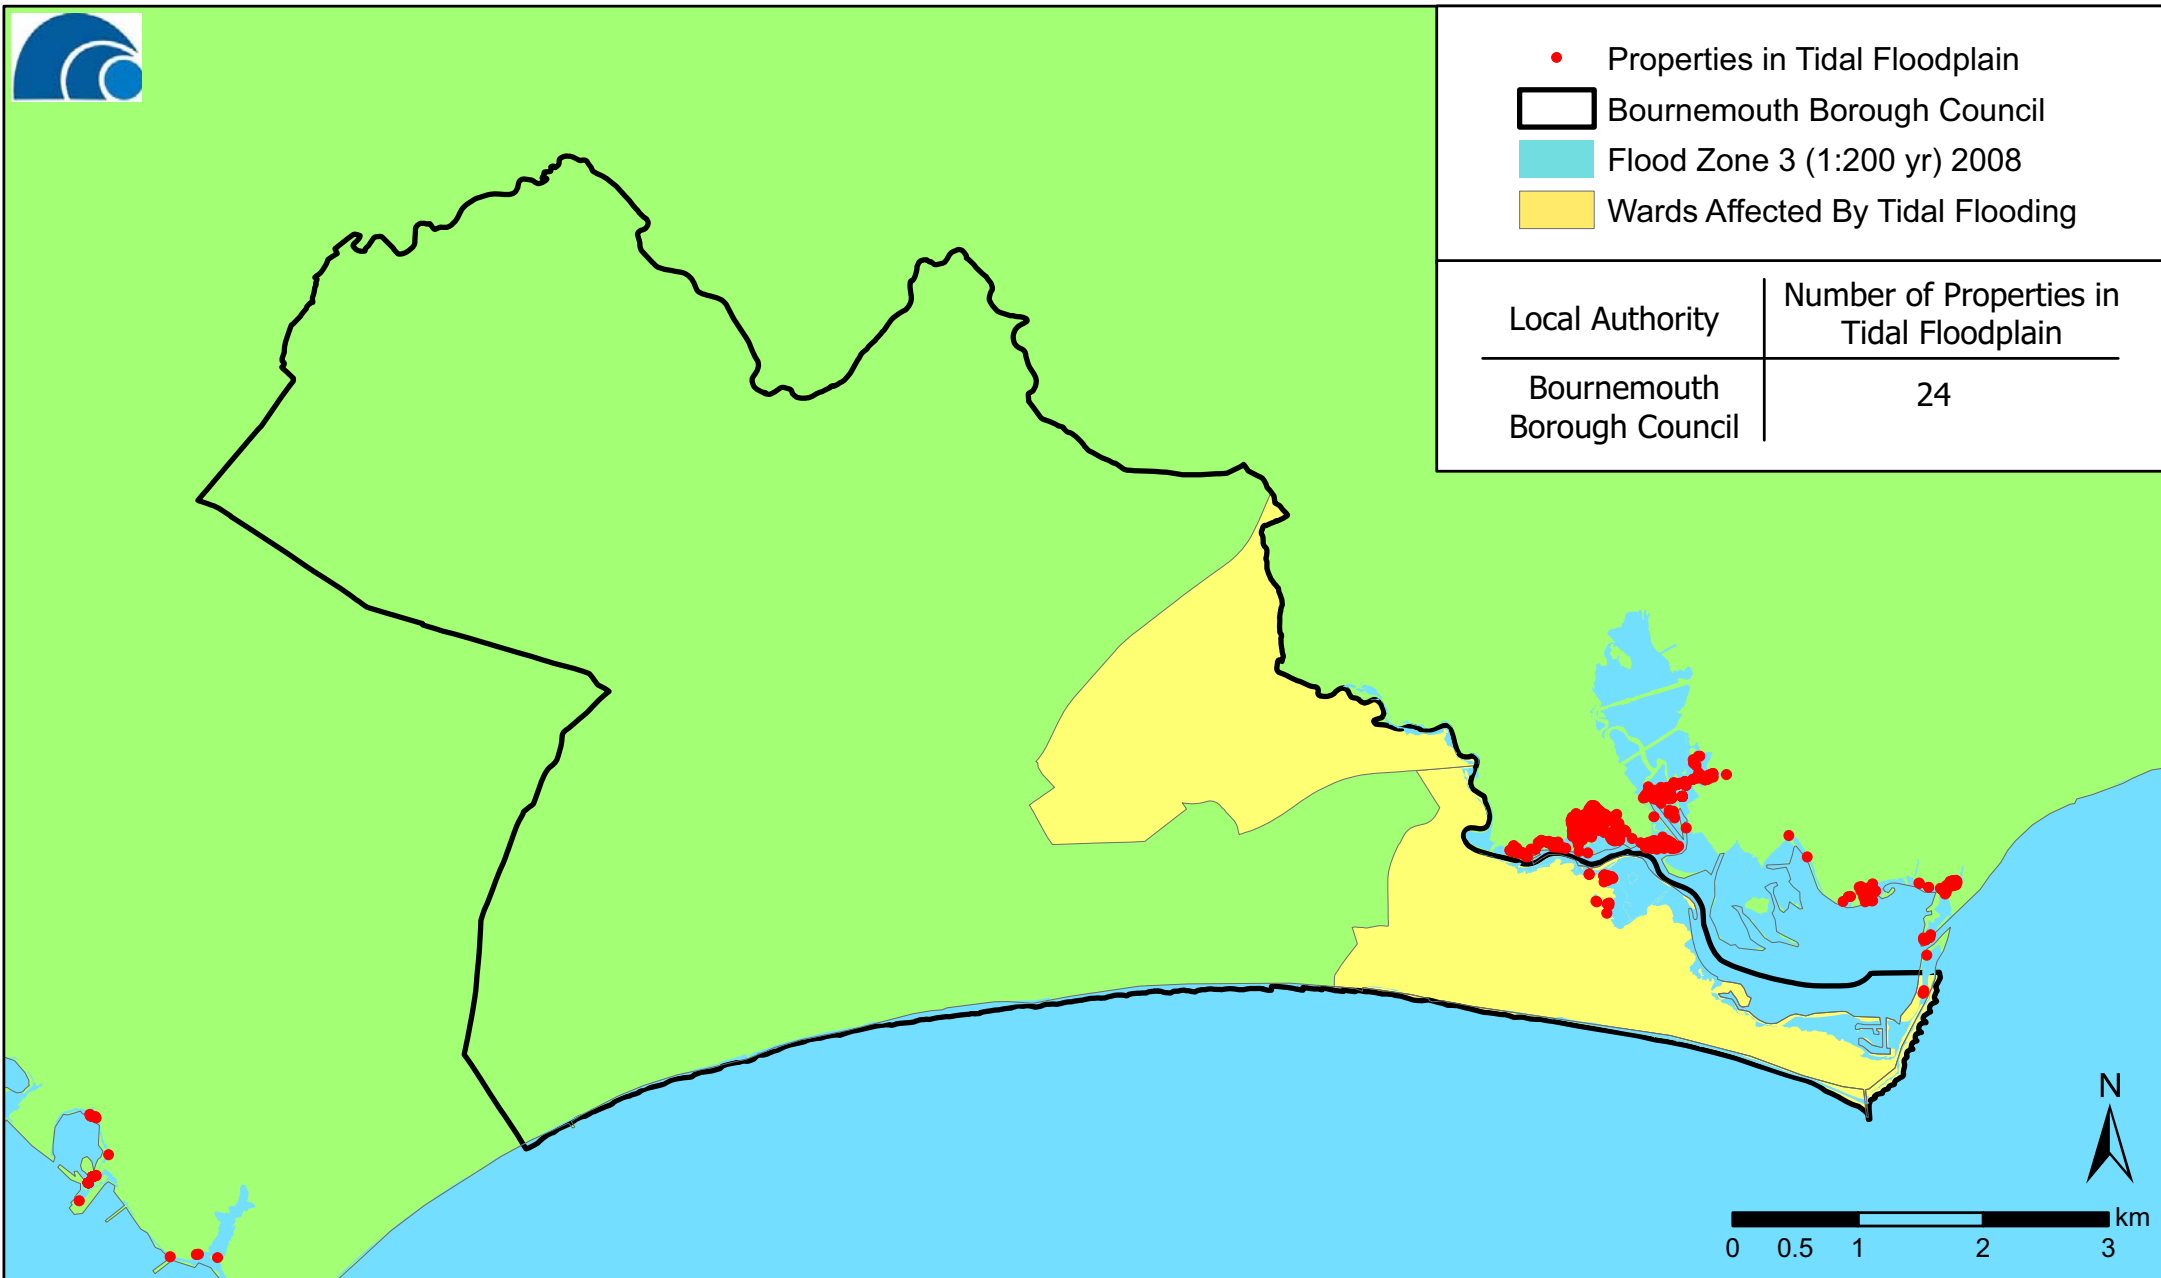 Properties in Tidal Floodplain
Bournemouth Borough Council
Flood Zone 3 (1:200 yr) 2008
Wards Affected By Tidal Flooding
Local Authority
Number of Properties in
Tidal Floodplain
Bournemouth
Borough Council
24
N
km
0 0.5 1 2 3